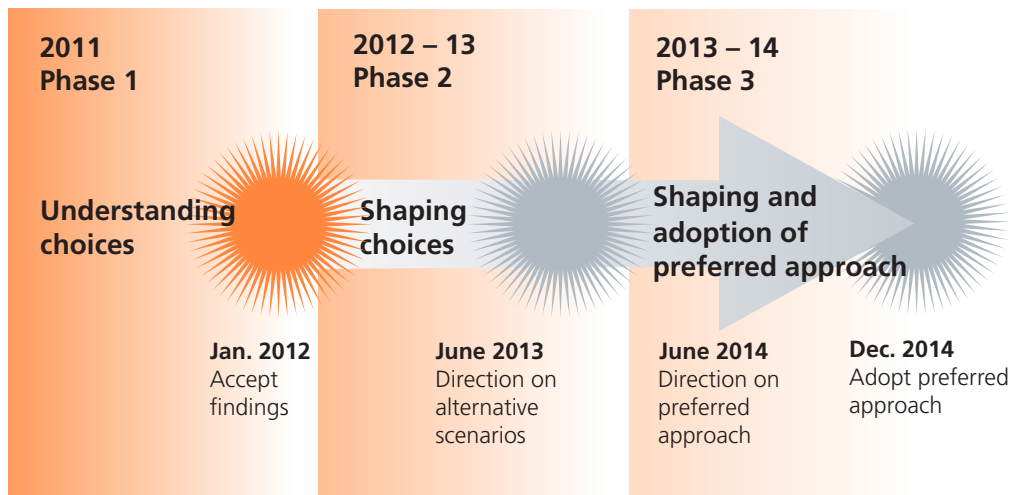 2011
Phase 1
2012 – 13
Phase 2
2013 – 14
Phase 3
Understanding
choices
Shaping
choices
Shaping and
adoption of
preferred approach
Jan. 2012
Accept
findings
June 2013
Direction on
alternative
scenarios
June 2014
Direction on
preferred
approach
Dec. 2014
Adopt preferred
approach